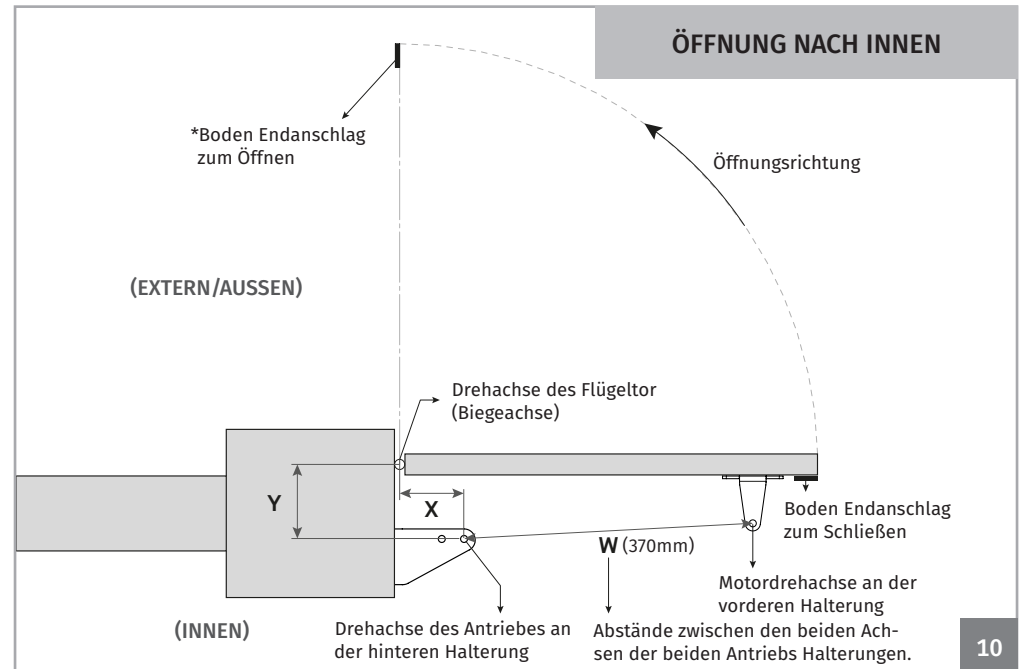 ÖFFNUNG NACH INNEN
*Boden Endanschlag
zum Öffnen
Öffnungsrichtung
(EXTERN/AUSSEN)
Drehachse des Flügeltor
(Biegeachse)
Y
X
Boden Endanschlag
zum Schließen
W (370mm)
Motordrehachse an der
vorderen Halterung
(INNEN)
Drehachse des Antriebes an
der hinteren Halterung
Abstände zwischen den beiden Ach-
sen der beiden Antriebs Halterungen.
10